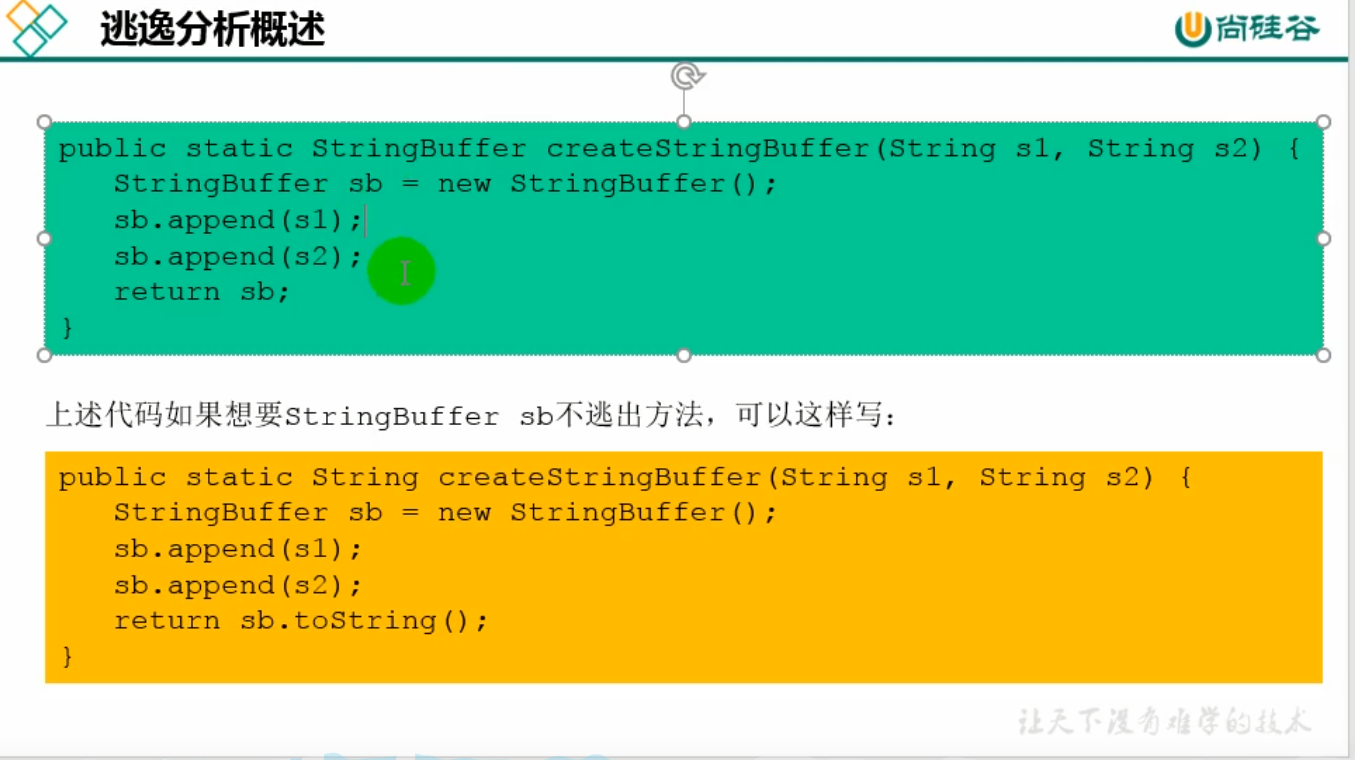 逃逸分析概述
尚硅谷
public static StringBuffer createStringBuffer(String s1, String s2) {
StringBuffer sb = new StringBuffer();
sb.append(s1);
sb.append(s2);
return sb;
}
上述代码如果想要StringBuffer sb不逃出方法，可以这样写：
public static String createStringBuffer(String s1, String s2) {
StringBuffer sb = new StringBuffer();
sb.append(s1);
sb.append(s2);
return sb.toString();
}
让天下没有难学的技术